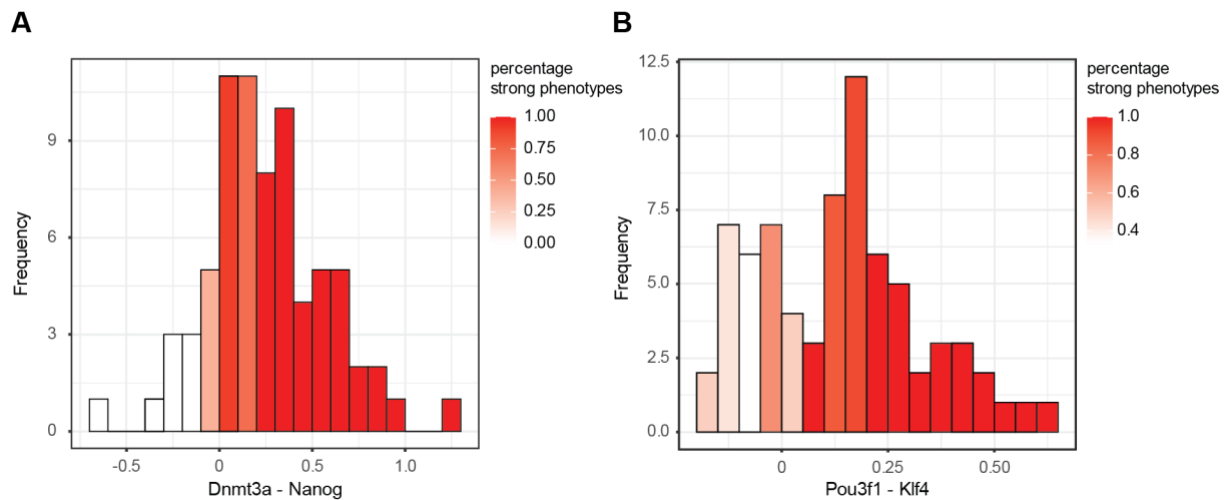 A
Frequency
9
6
3
0
-0.5
0
0.5
1.0
Dnmt3a - Nanog
percentage
strong phenotypes
1.00
0.75
0.50
0.25
0.00
B
Frequency
12.5
10.0
7.5
5.0
2.5
0.0
0
0.25
0.50
Pou3f1 - Klf4
percentage
strong phenotypes
1.0
0.8
0.6
0.4